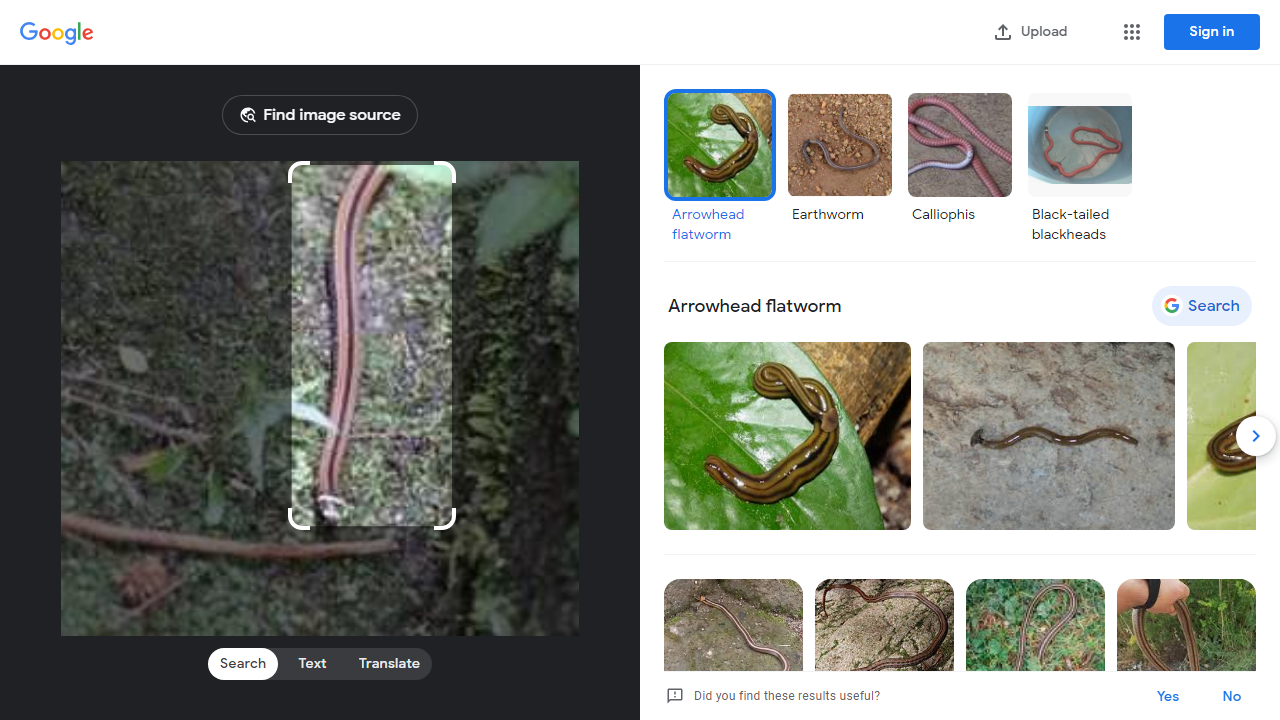 Google
Upload
Sign in
Find image source
Search
Text
Translate
Arrowhead
flatworm
Earthworm
Calliophis
Black-tailed
blackheads
Arrowhead flatworm
Search
Did you find these results useful?
Yes
No